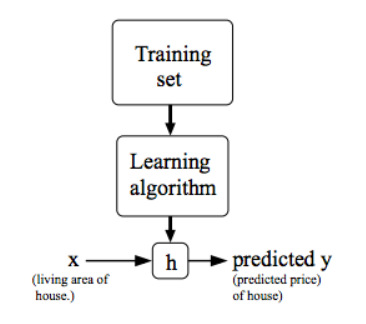 Training
set
Learning
algorithm
x
h
predicted y
(living area of
house.)
(predicted price)
of house)